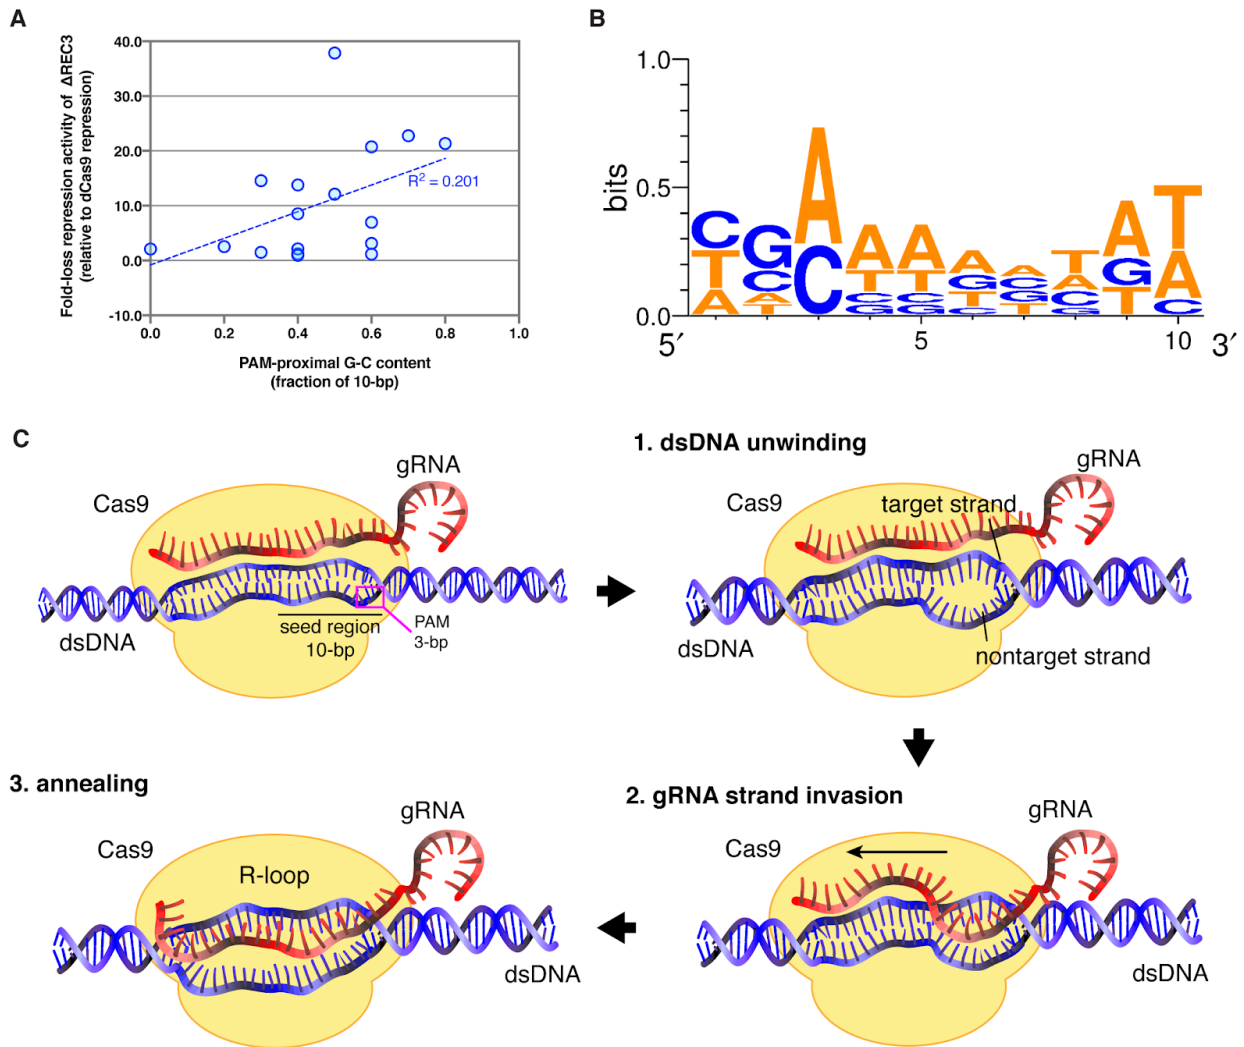 A
Fold-loss repression activity of ΔREC3
(relative to dCas9 repression)
40.0
30.0
20.0
10.0
0.0
-10.0
R² = 0.201
0.0 0.2 0.4 0.6 0.8 1.0
PAM-proximal G-C content
(fraction of 10-bp)
B
bits
1.0
0.5
0.0
C G A A A A A T A T
T C C T T G C A G A
A A C C T G C T C
T G G C T G
5′ 5 10 3′
C
gRNA
Cas9
dsDNA
seed region
10-bp
PAM
3-bp
1. dsDNA unwinding
gRNA
Cas9
target strand
dsDNA
nontarget strand
3. annealing
gRNA
Cas9
R-loop
dsDNA
2. gRNA strand invasion
gRNA
Cas9
dsDNA